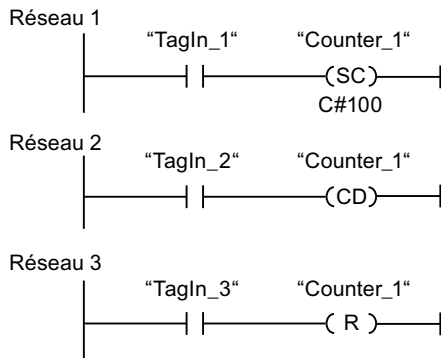 Réseau 1
“TagIn_1“ “Counter_1“
SC
C#100
Réseau 2
“TagIn_2“ “Counter_1“
CD
Réseau 3
“TagIn_3“ “Counter_1“
R